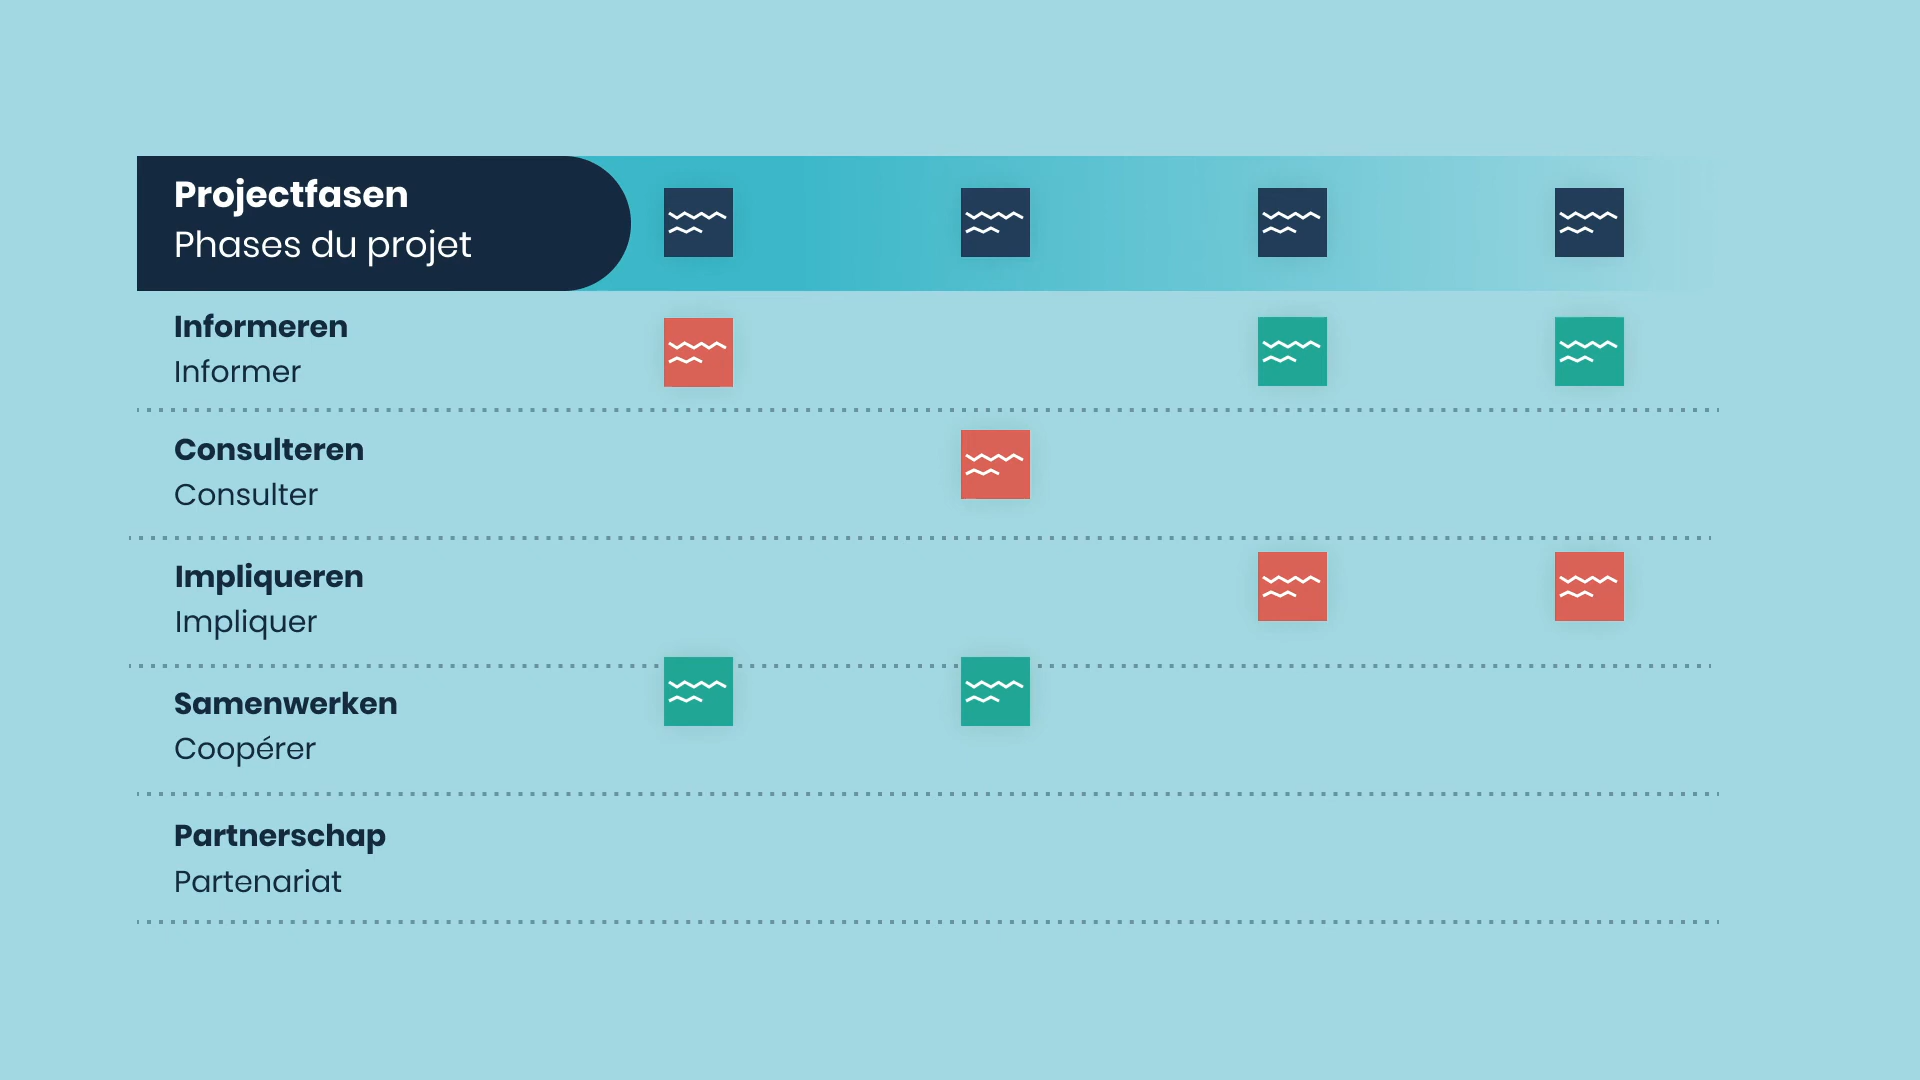 Projectfasen
Phases du projet
Informeren
Informer
Consulteren
Consulter
Impliqueren
Impliquer
Samenwerken
Coopérer
Partnerschap
Partenariat